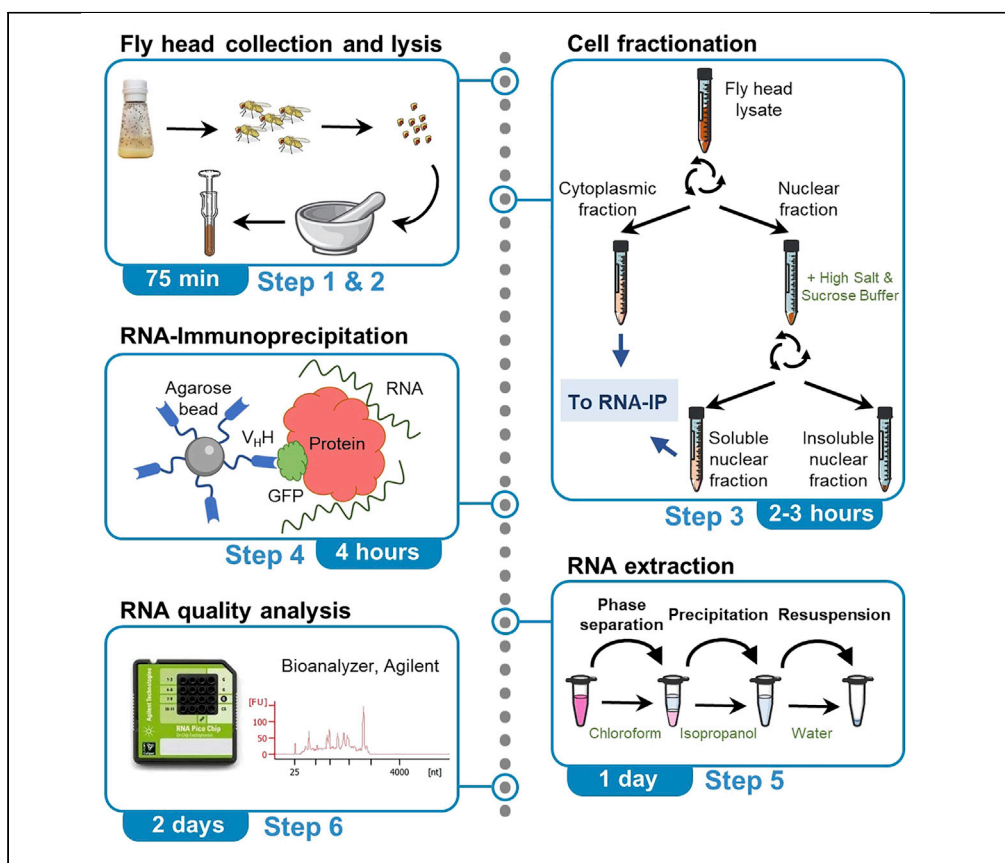 Fly head collection and lysis
75 min
Step 1 & 2
Cell fractionation
Fly head
lysate
Cytoplasmic
fraction
Nuclear
fraction
+ High Salt &
Sucrose Buffer
To RNA-IP
Soluble
nuclear
fraction
Insoluble
nuclear
fraction
Step 3
2-3 hours
RNA-Immunoprecipitation
Agarose
bead
VHH
GFP
Protein
RNA
Step 4
4 hours
RNA extraction
Phase
separation
Precipitation
Resuspension
Chloroform
Isopropanol
Water
1 day
Step 5
RNA quality analysis
Agilent Technologies
RNA Pico Chip
Bioanalyzer, Agilent
[FU]
100
50
0
25
4000
[nt]
2 days
Step 6